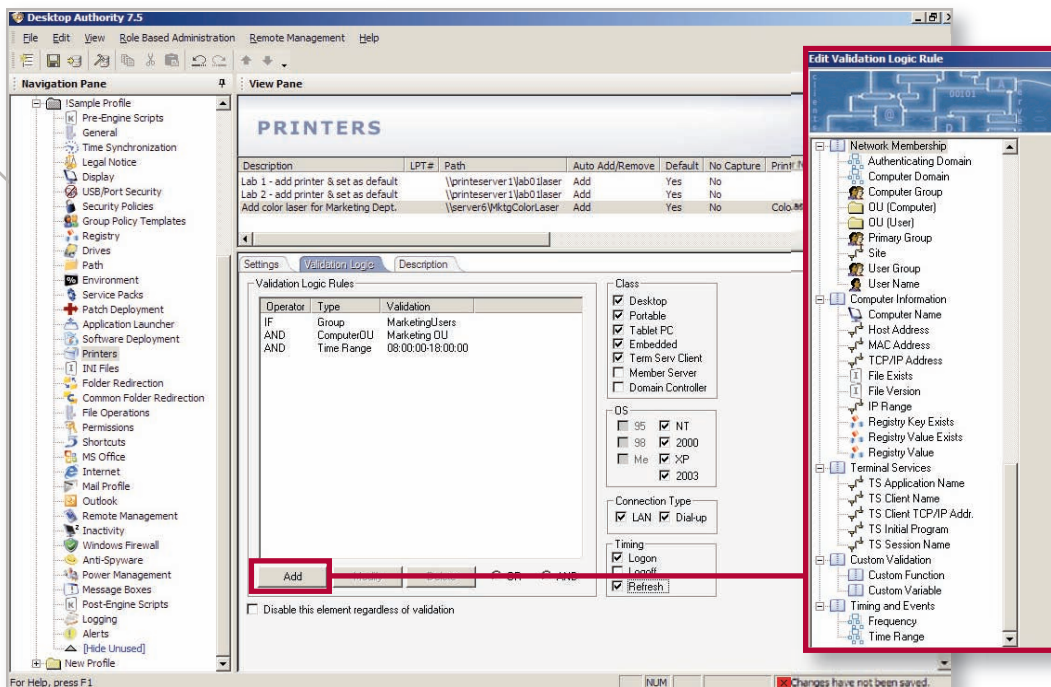 Desktop Authority 7.5
File Edit View Role Based Administration Remote Management Help
Navigation Pane
!Sample Profile
Pre-Engine Scripts
General
Time Synchronization
Legal Notice
Display
USB/Port Security
Security Policies
Group Policy Templates
Registry
Drives
Path
Environment
Service Packs
Patch Deployment
Application Launcher
Software Deployment
Printers
INI Files
Folder Redirection
Common Folder Redirection
File Operations
Permissions
Shortcuts
MS Office
Internet
Mail Profile
Outlook
Remote Management
Inactivity
Windows Firewall
Anti-Spyware
Power Management
Message Boxes
Post-Engine Scripts
Logging
Alerts
[Hide Unused]
New Profile
View Pane
PRINTERS
Description LPT# Path Auto Add/Remove Default No Capture
Lab 1 - add printer & set as default \\printeserver1\lab01laser Add Yes No
Lab 2 - add printer & set as default \\printeserver1\lab01laser Add Yes No
Add color laser for Marketing Dept. \\server6\MktgColorLaser Add Yes No
Settings Validation Logic Description
Validation Logic Rules
Operator Type Validation
IF Group MarketingUsers
AND ComputerOU Marketing OU
AND Time Range 08:00:00-18:00:00
Add Modify Delete OR AND
Disable this element regardless of validation
Class
Desktop
Portable
Tablet PC
Embedded
Term Serv Client
Member Server
Domain Controller
OS
95 NT
98 2000
Me XP
2003
Connection Type
LAN Dial-up
Timing
Logon
Logoff
Refresh
For Help, press F1
NUM
Changes have not been saved.
Edit Validation Logic Rule
Network Membership
Authenticating Domain
Computer Domain
Computer Group
OU (Computer)
OU (User)
Primary Group
Site
User Group
User Name
Computer Information
Computer Name
Host Address
MAC Address
TCP/IP Address
File Exists
File Version
IP Range
Registry Key Exists
Registry Value Exists
Registry Value
Terminal Services
TS Application Name
TS Client Name
TS Client TCP/IP Addr.
TS Initial Program
TS Session Name
Custom Validation
Custom Function
Custom Variable
Timing and Events
Frequency
Time Range